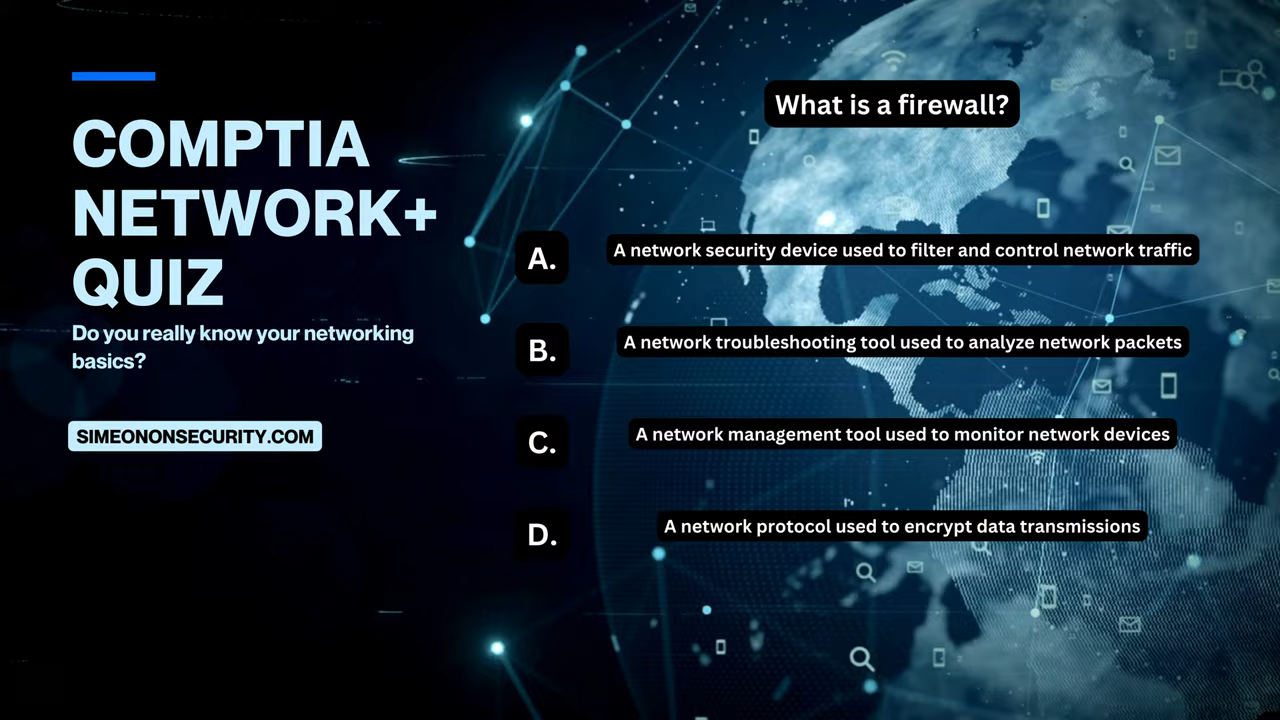 COMPTIA
NETWORK+
QUIZ
Do you really know your networking
basics?
SIMEONONSECURITY.COM
What is a firewall?
A. A network security device used to filter and control network traffic
B. A network troubleshooting tool used to analyze network packets
C. A network management tool used to monitor network devices
D. A network protocol used to encrypt data transmissions